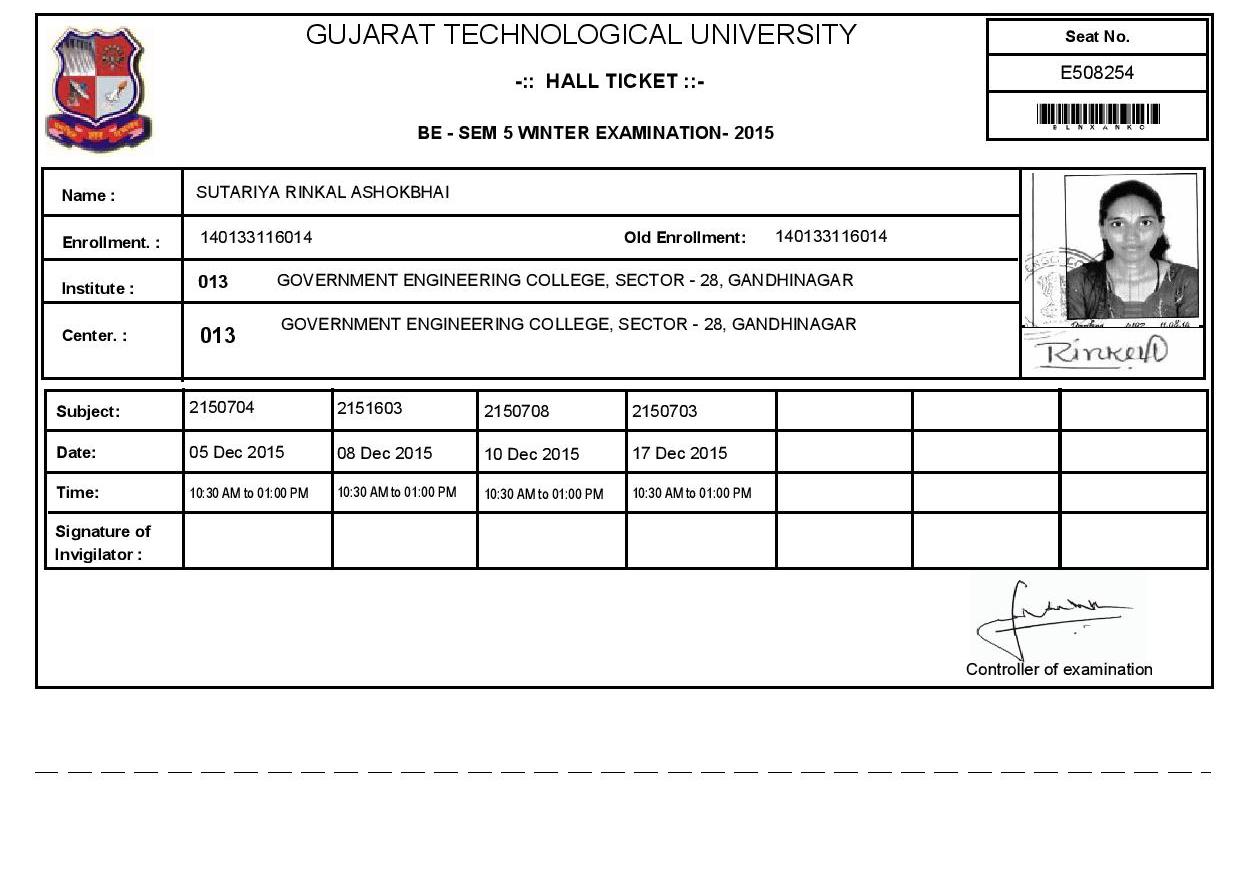 GUJARAT TECHNOLOGICAL UNIVERSITY
-:: HALL TICKET ::-
BE - SEM 5 WINTER EXAMINATION- 2015
Seat No.
E508254
BLNXANKC
Name : SUTARIYA RINKAL ASHOKBHAI
Enrollment. : 140133116014 Old Enrollment: 140133116014
Institute : 013 GOVERNMENT ENGINEERING COLLEGE, SECTOR - 28, GANDHINAGAR
Center. : 013 GOVERNMENT ENGINEERING COLLEGE, SECTOR - 28, GANDHINAGAR
Subject: 2150704 2151603 2150708 2150703
Date: 05 Dec 2015 08 Dec 2015 10 Dec 2015 17 Dec 2015
Time: 10:30 AM to 01:00 PM 10:30 AM to 01:00 PM 10:30 AM to 01:00 PM 10:30 AM to 01:00 PM
Signature of
Invigilator :
Controller of examination